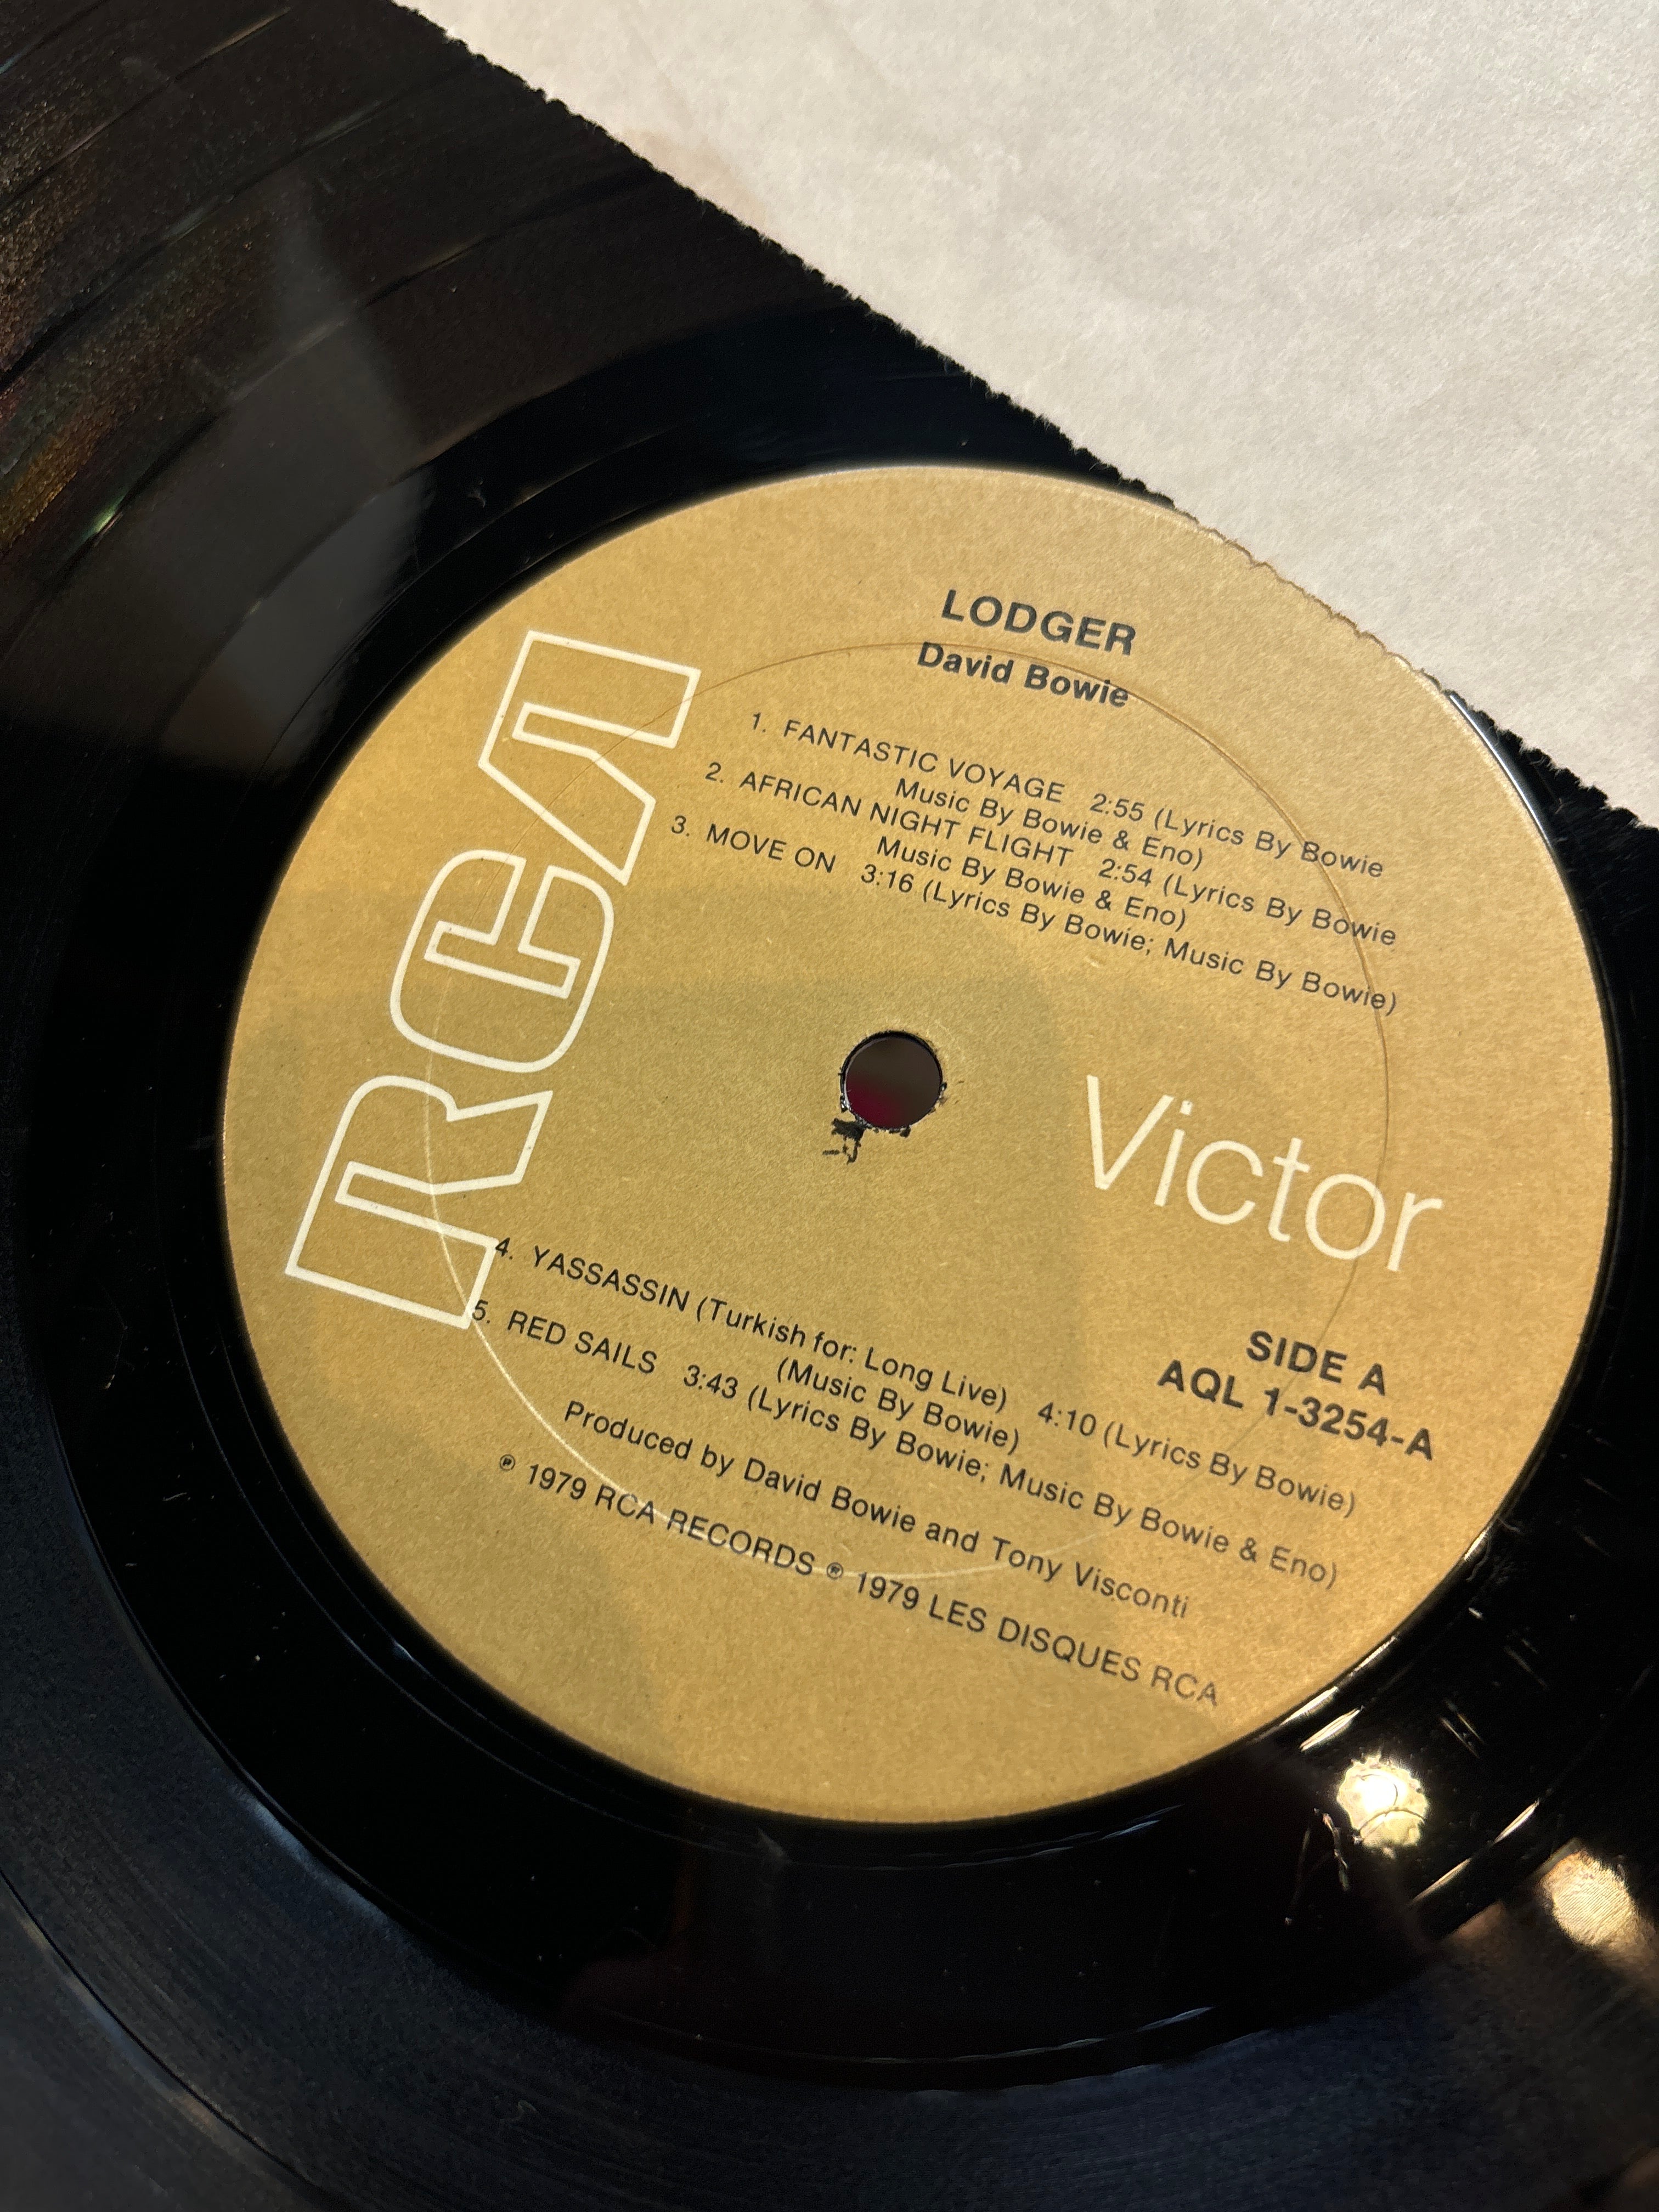 LODGER
David Bowie
1. FANTASTIC VOYAGE 2:55 (Lyrics By Bowie
Music By Bowie & Eno)
2. AFRICAN NIGHT FLIGHT 2:54 (Lyrics By Bowie
Music By Bowie & Eno)
3. MOVE ON 3:16 (Lyrics By Bowie; Music By Bowie)
RCA
Victor
SIDE A
AQL 1-3254-A
4. YASSASSIN (Turkish for: Long Live) 4:10 (Lyrics By Bowie)
(Music By Bowie)
5. RED SAILS 3:43 (Lyrics By Bowie; Music By Bowie & Eno)
Produced by David Bowie and Tony Visconti
℗ 1979 RCA RECORDS ℗ 1979 LES DISQUES RCA